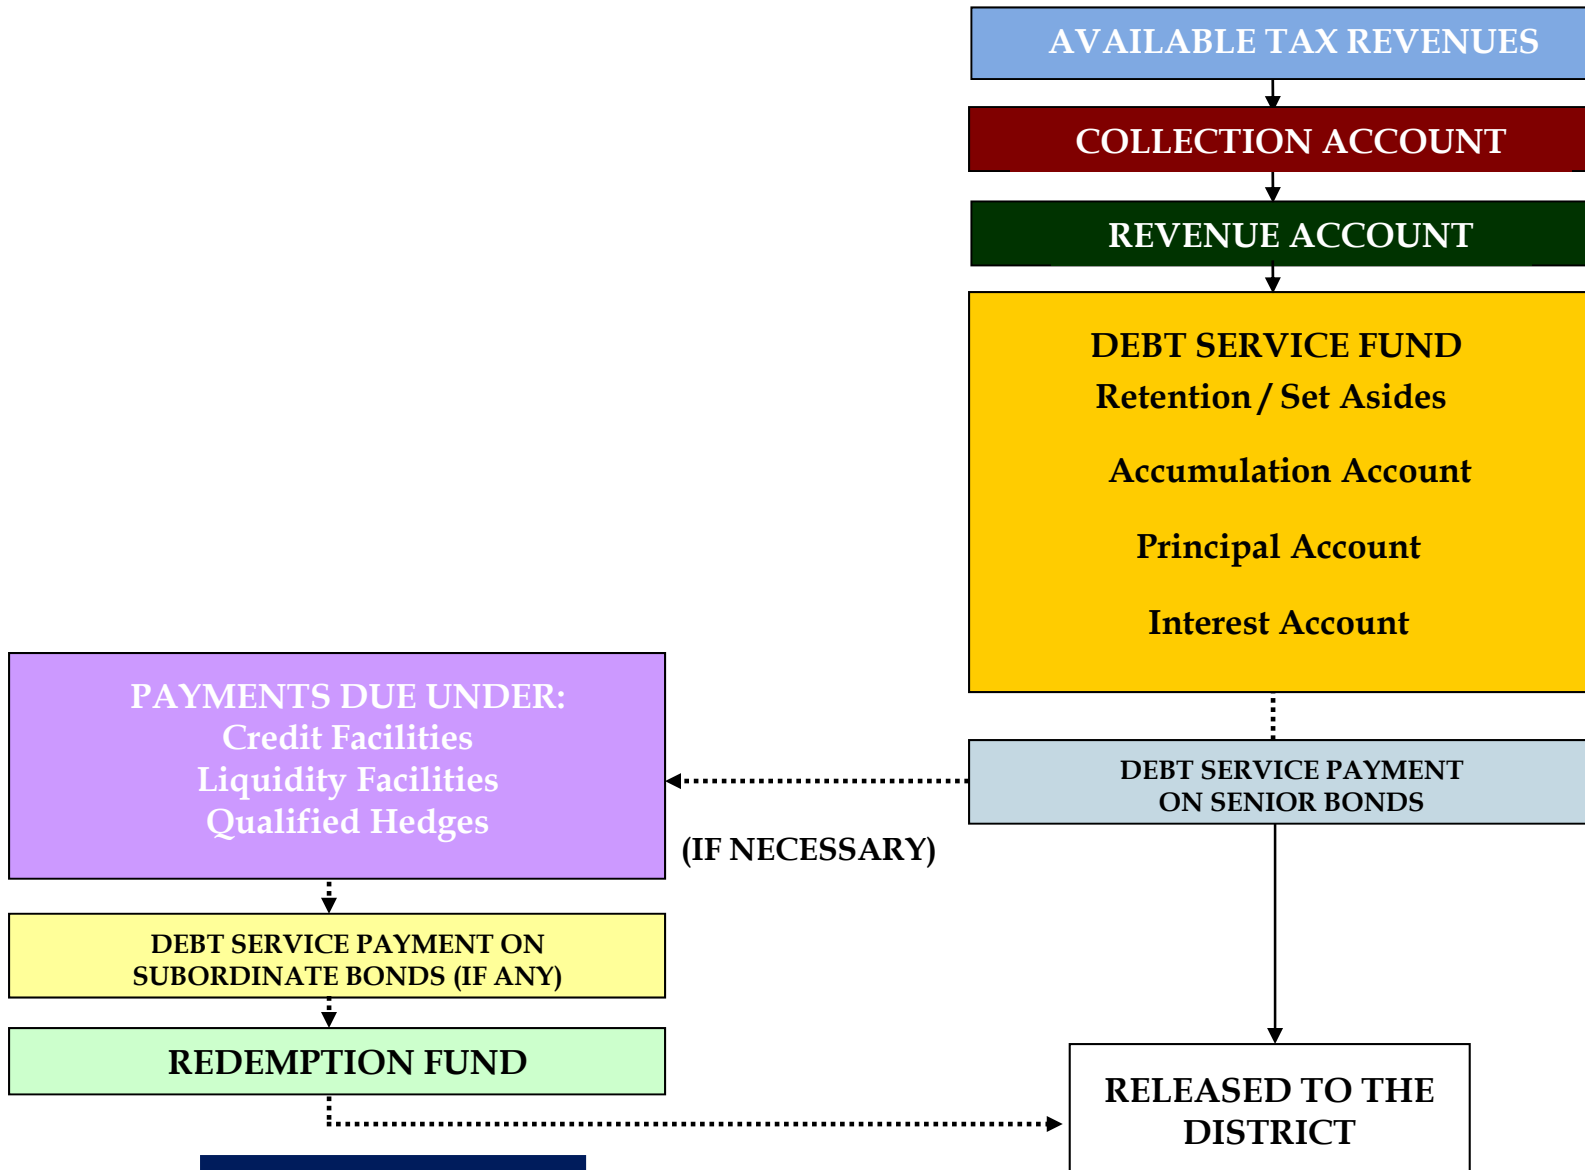 AVAILABLE TAX REVENUES
COLLECTION ACCOUNT
REVENUE ACCOUNT
DEBT SERVICE FUND
Retention / Set Asides
Accumulation Account
Principal Account
Interest Account
PAYMENTS DUE UNDER:
Credit Facilities
Liquidity Facilities
Qualified Hedges
DEBT SERVICE PAYMENT
ON SENIOR BONDS
(IF NECESSARY)
DEBT SERVICE PAYMENT ON
SUBORDINATE BONDS (IF ANY)
REDEMPTION FUND
RELEASED TO THE
DISTRICT